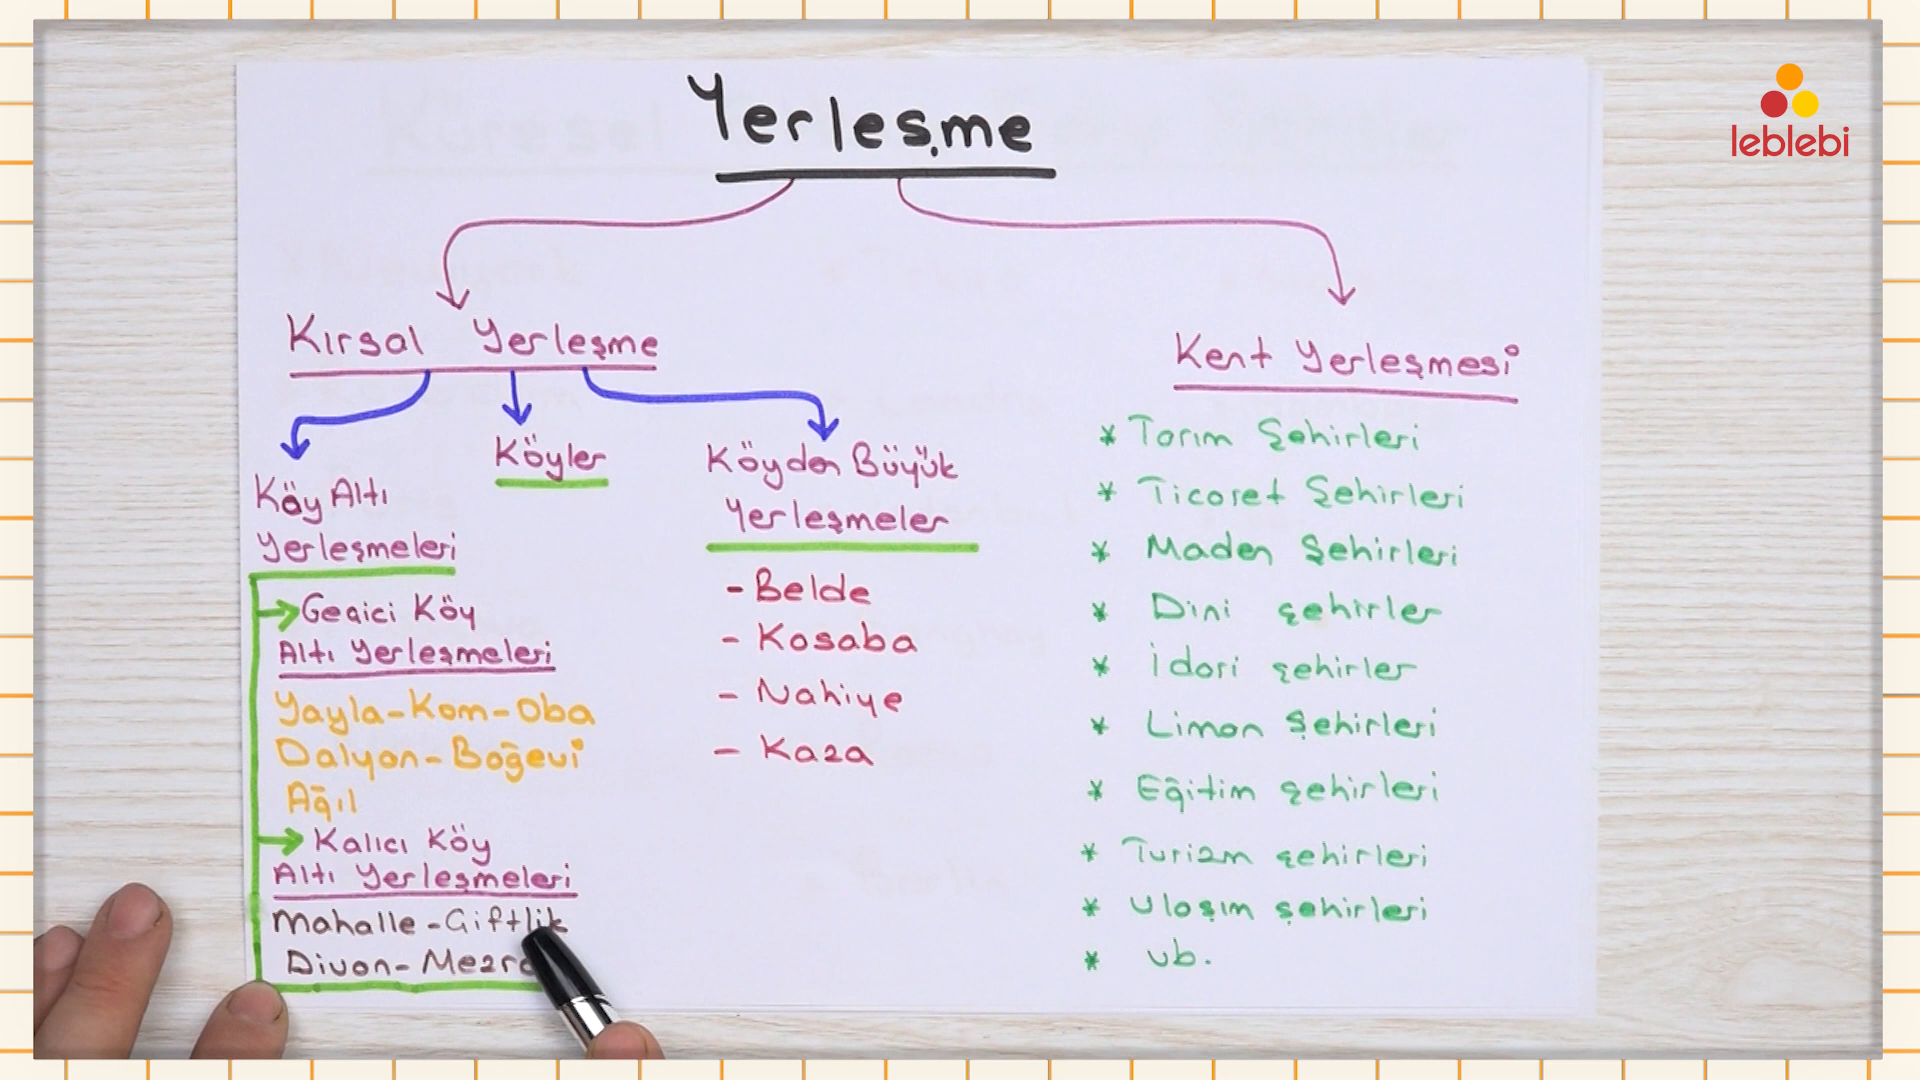 Yerleşme
leblebi
Kırsal Yerleşme
Köy Altı
Yerleşmeleri
Geçici Köy
Altı Yerleşmeleri
Yayla-Kom-Oba
Dalyan-Bağevi
Ağıl
Kalıcı Köy
Altı Yerleşmeleri
Mahalle-Çiftlik
Divan-Mezra
Köyler
Köyden Büyük
Yerleşmeler
- Belde
- Kasaba
- Nahiye
- Kaza
Kent Yerleşmesi
* Tarım Şehirleri
* Ticaret Şehirleri
* Maden Şehirleri
* Dini şehirler
* İdari şehirler
* Liman Şehirleri
* Eğitim şehirleri
* Turizm şehirleri
* Ulaşım şehirleri
* vb.